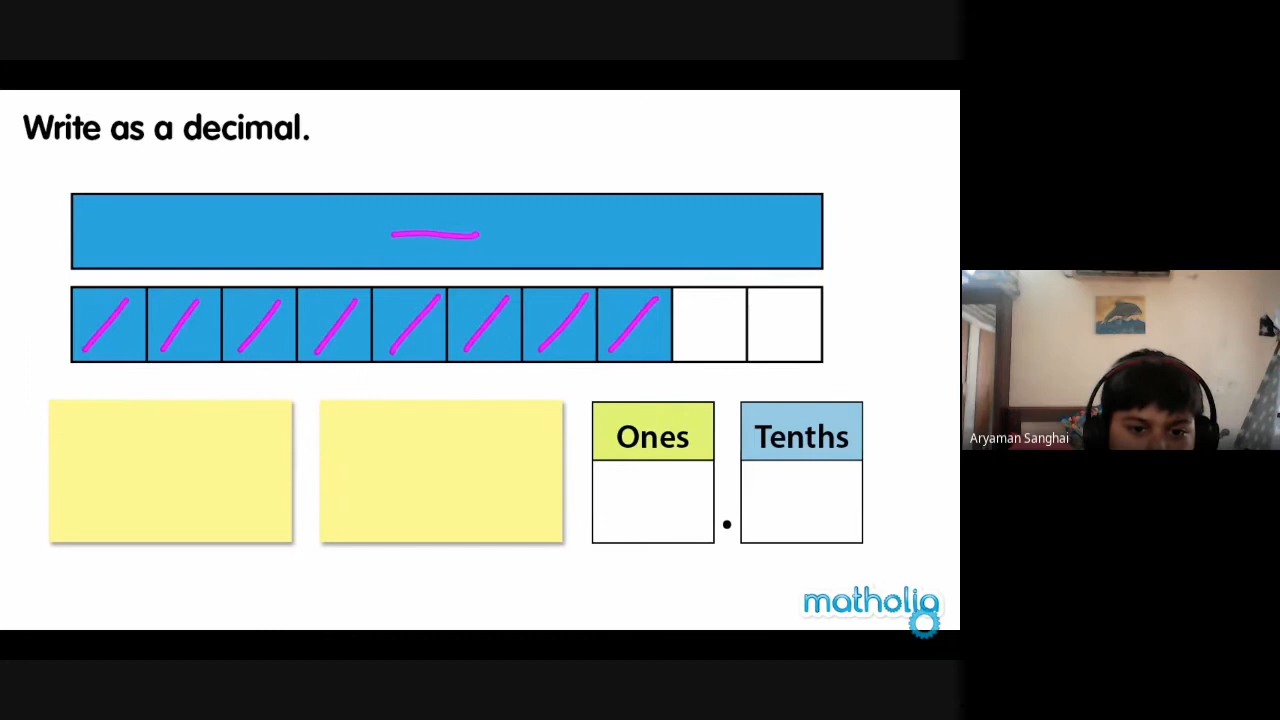 Write as a decimal.
Ones
Tenths
.
matholia
Aryaman Sanghai